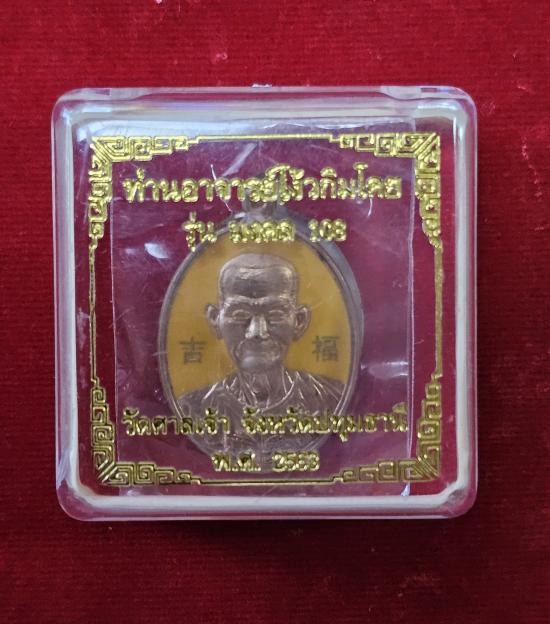 ท่านอาจารย์โง้วกิมโคย
รุ่น มงคล 108
吉 福
วัดศาลเจ้า จังหวัดปทุมธานี
พ.ศ. 2553